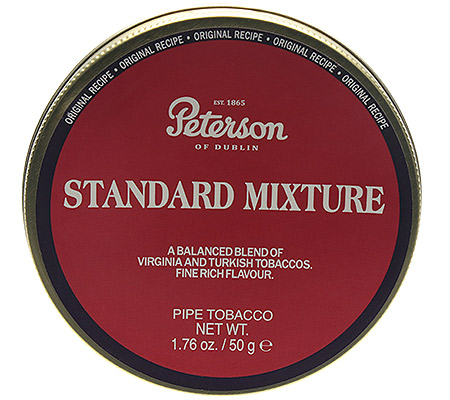 ORIGINAL RECIPE • ORIGINAL RECIPE • ORIGINAL RECIPE • ORIGINAL RECIPE • ORIGINAL RECIPE
EST. 1865
Peterson
OF DUBLIN
STANDARD MIXTURE
A BALANCED BLEND OF
VIRGINIA AND TURKISH TOBACCOS.
FINE RICH FLAVOUR.
PIPE TOBACCO
NET WT.
1.76 oz. / 50 g ℮